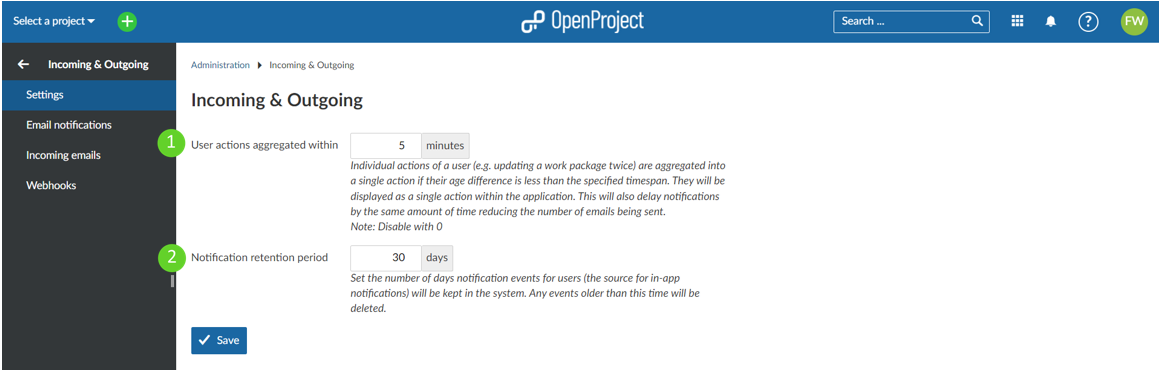 Select a project
OpenProject
Search ...
?
FW
Incoming & Outgoing
Administration Incoming & Outgoing
Settings
Incoming & Outgoing
Email notifications
Incoming emails
Webhooks
1 User actions aggregated within 5 minutes
Individual actions of a user (e.g. updating a work package twice) are aggregated into
a single action if their age difference is less than the specified timespan. They will be
displayed as a single action within the application. This will also delay notifications
by the same amount of time reducing the number of emails being sent.
Note: Disable with 0
2 Notification retention period 30 days
Set the number of days notification events for users (the source for in-app
notifications) will be kept in the system. Any events older than this time will be
deleted.
Save